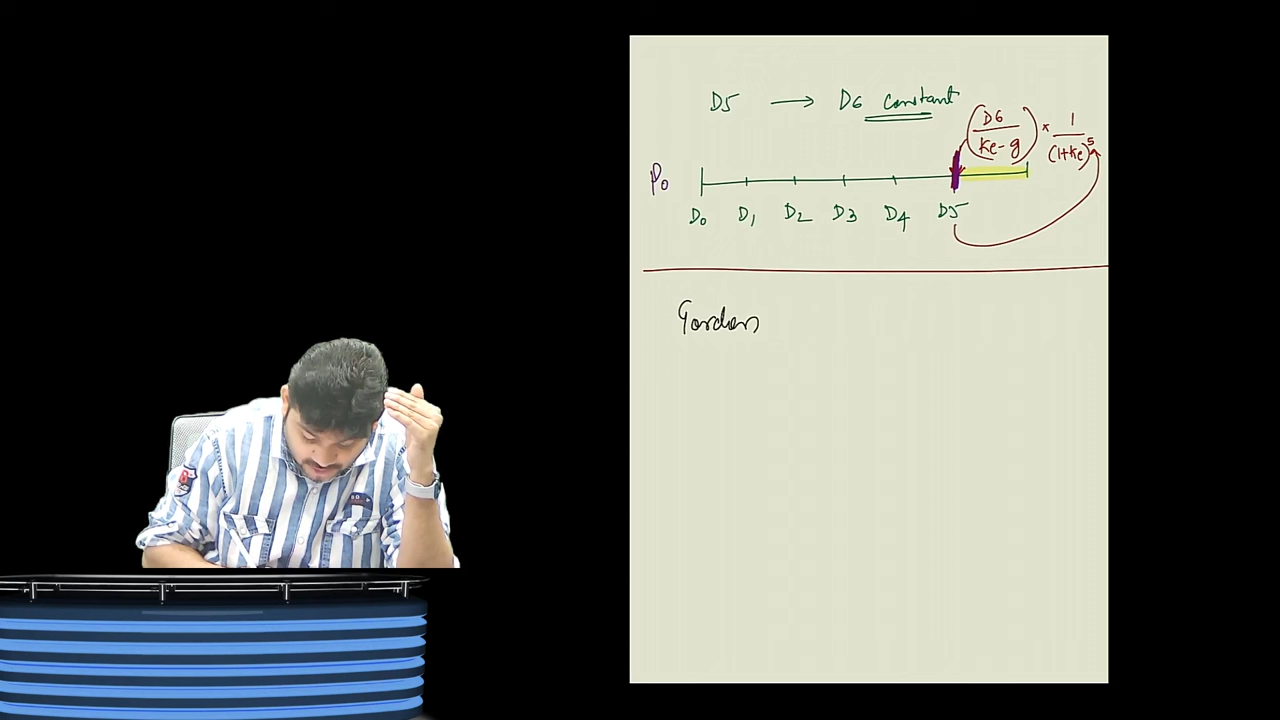 D5 → D6 constant
(D6 / Ke - g) × 1 / (1+Ke)^5
P0
D0 D1 D2 D3 D4 D5
Gordon